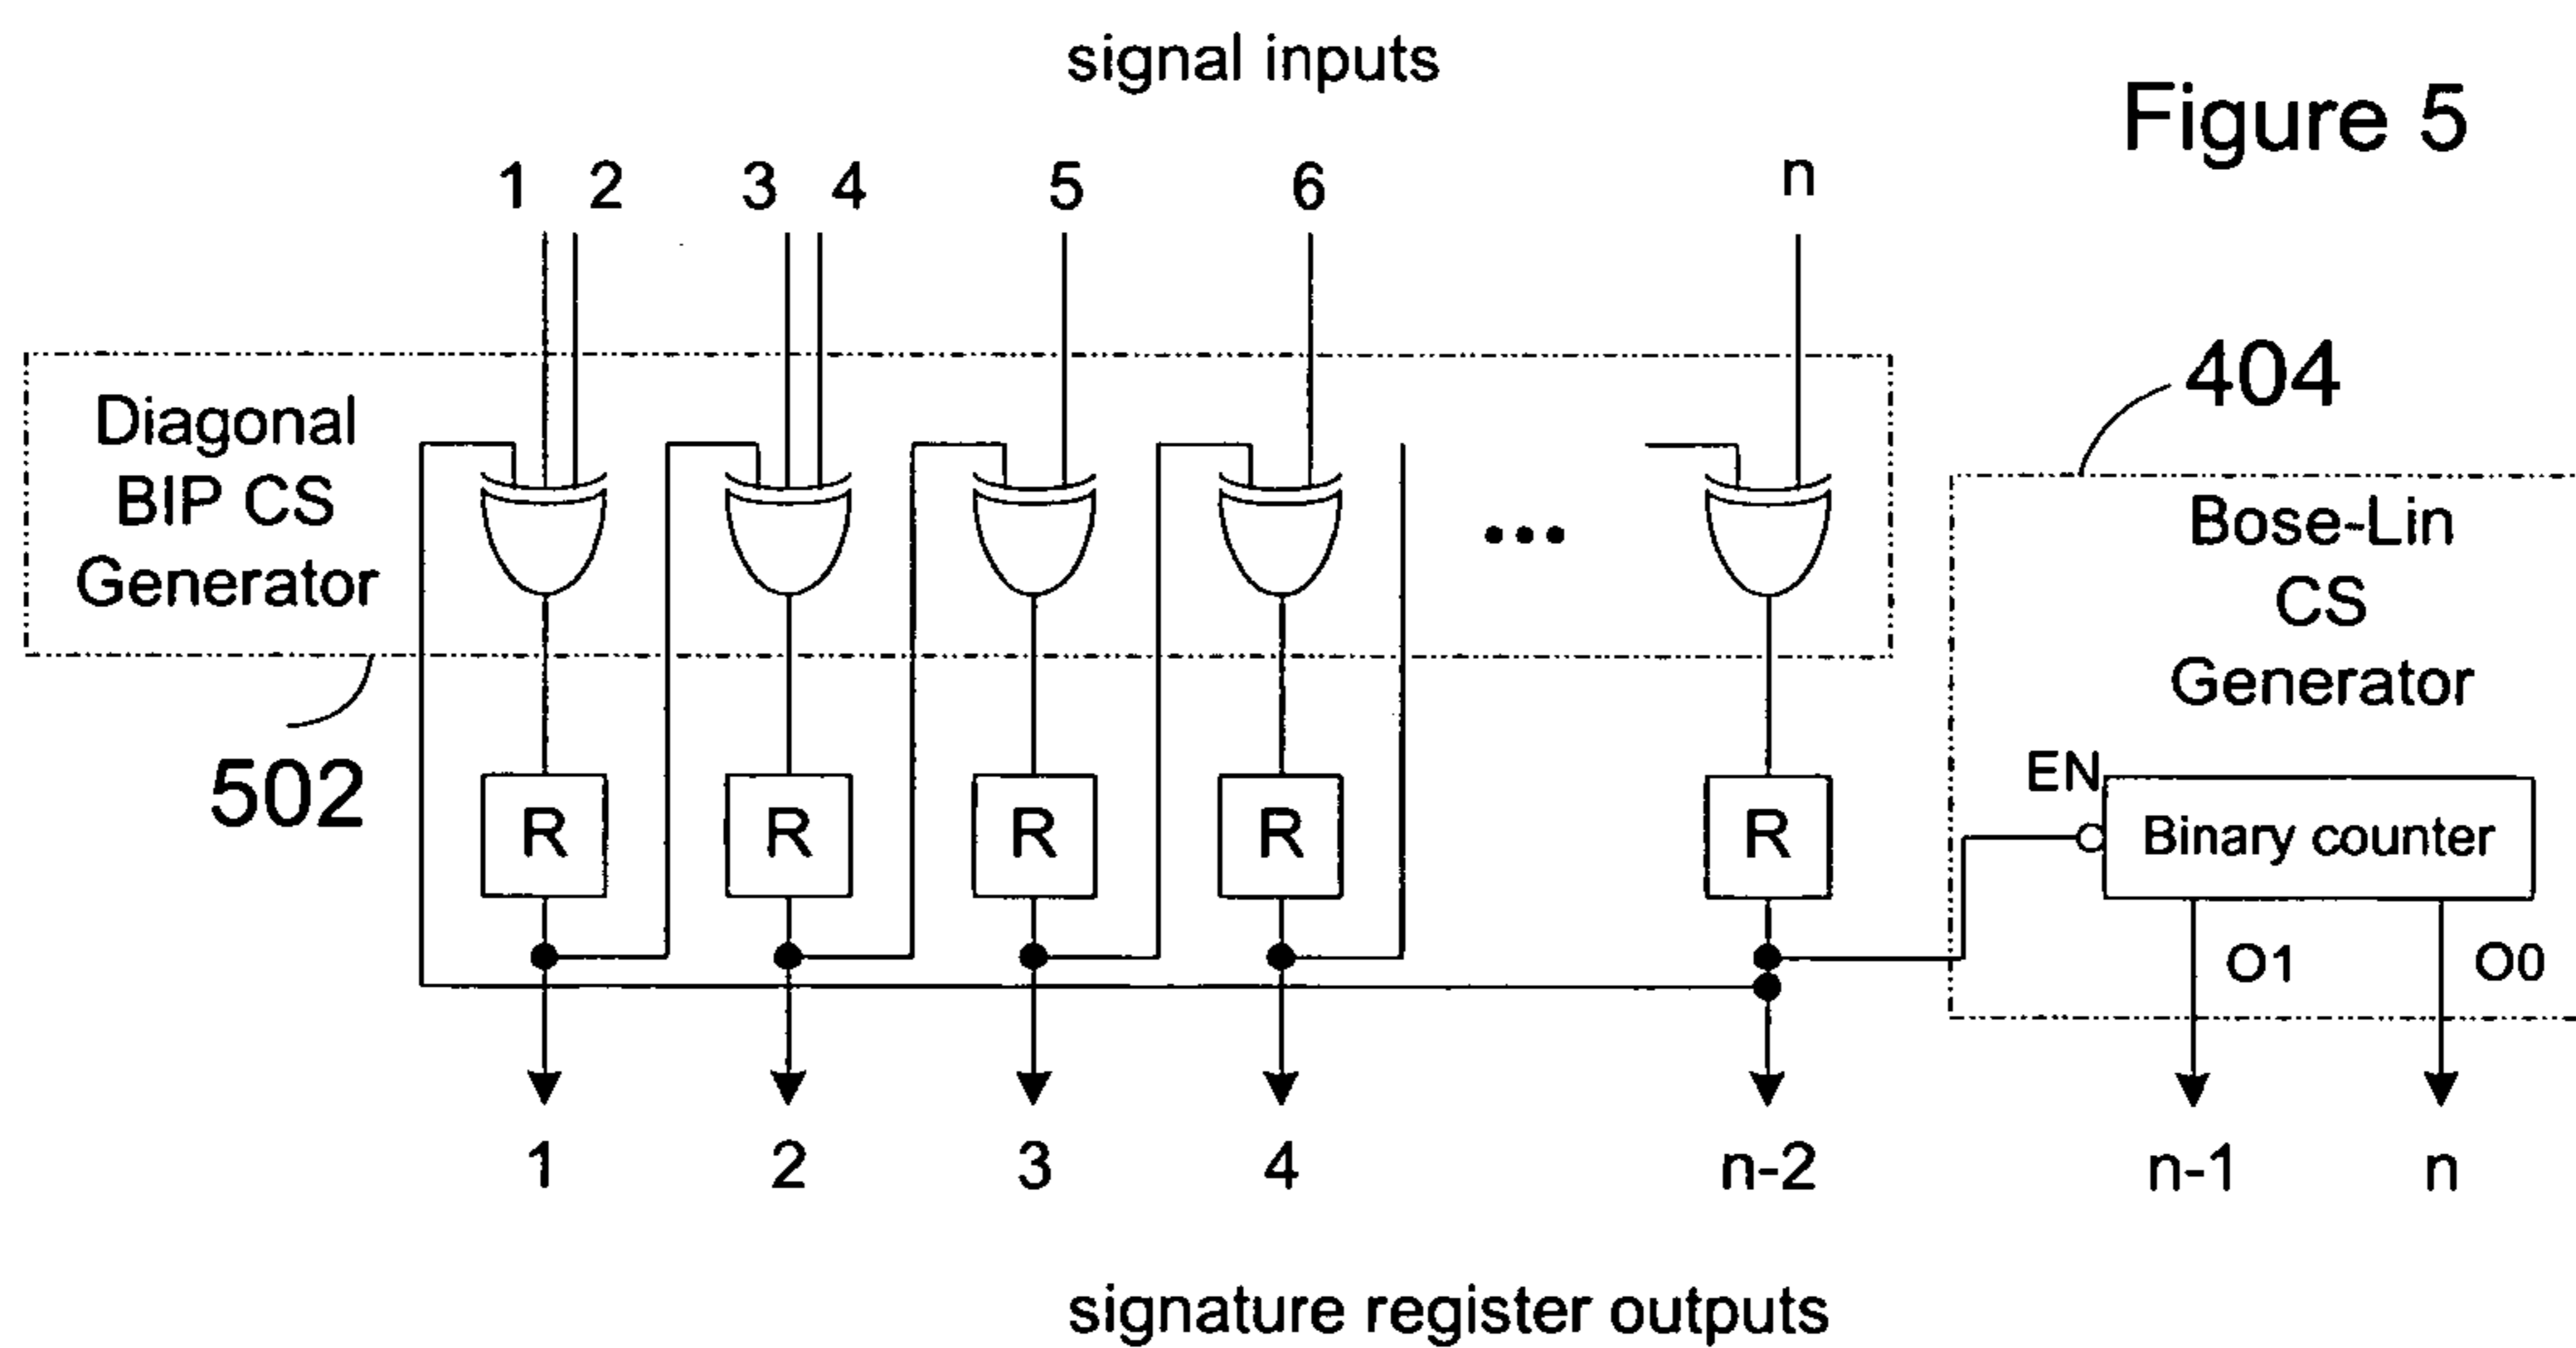 signal inputs
Figure 5
1 2 3 4 5 6 n
404
Diagonal
BIP CS
Generator
Bose-Lin
CS
Generator
502
EN
R R R R R
Binary counter
O1 O0
1 2 3 4 n-2 n-1 n
signature register outputs